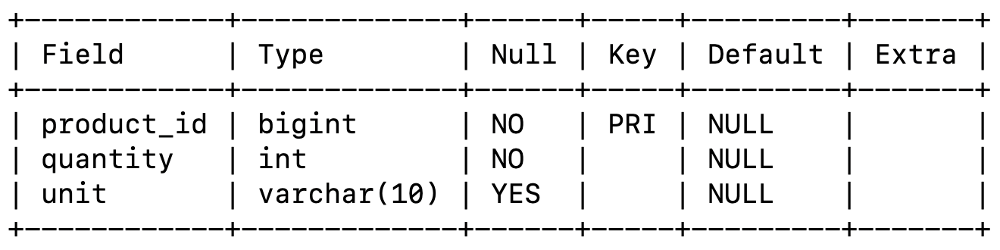 +------------+-------------+------+-----+---------+-------+
| Field      | Type        | Null | Key | Default | Extra |
+------------+-------------+------+-----+---------+-------+
| product_id | bigint      | NO   | PRI | NULL    |       |
| quantity   | int         | NO   |     | NULL    |       |
| unit       | varchar(10) | YES  |     | NULL    |       |
+------------+-------------+------+-----+---------+-------+